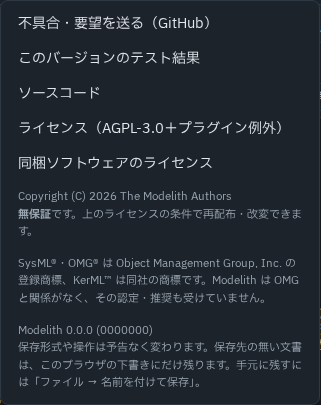 不具合・要望を送る（GitHub）
このバージョンのテスト結果
ソースコード
ライセンス（AGPL-3.0＋プラグイン例外）
同梱ソフトウェアのライセンス
Copyright (C) 2026 The Modelith Authors
無保証です。上のライセンスの条件で再配布・改変できま
す。
SysML®・OMG® は Object Management Group, Inc. の
登録商標、KerML™ は同社の商標です。Modelith は OMG
と関係がなく、その認定・推奨も受けていません。
Modelith 0.0.0 (0000000)
保存形式や操作は予告なく変わります。保存先の無い文書
は、このブラウザの下書きにだけ残ります。手元に残すに
は「ファイル → 名前を付けて保存」。